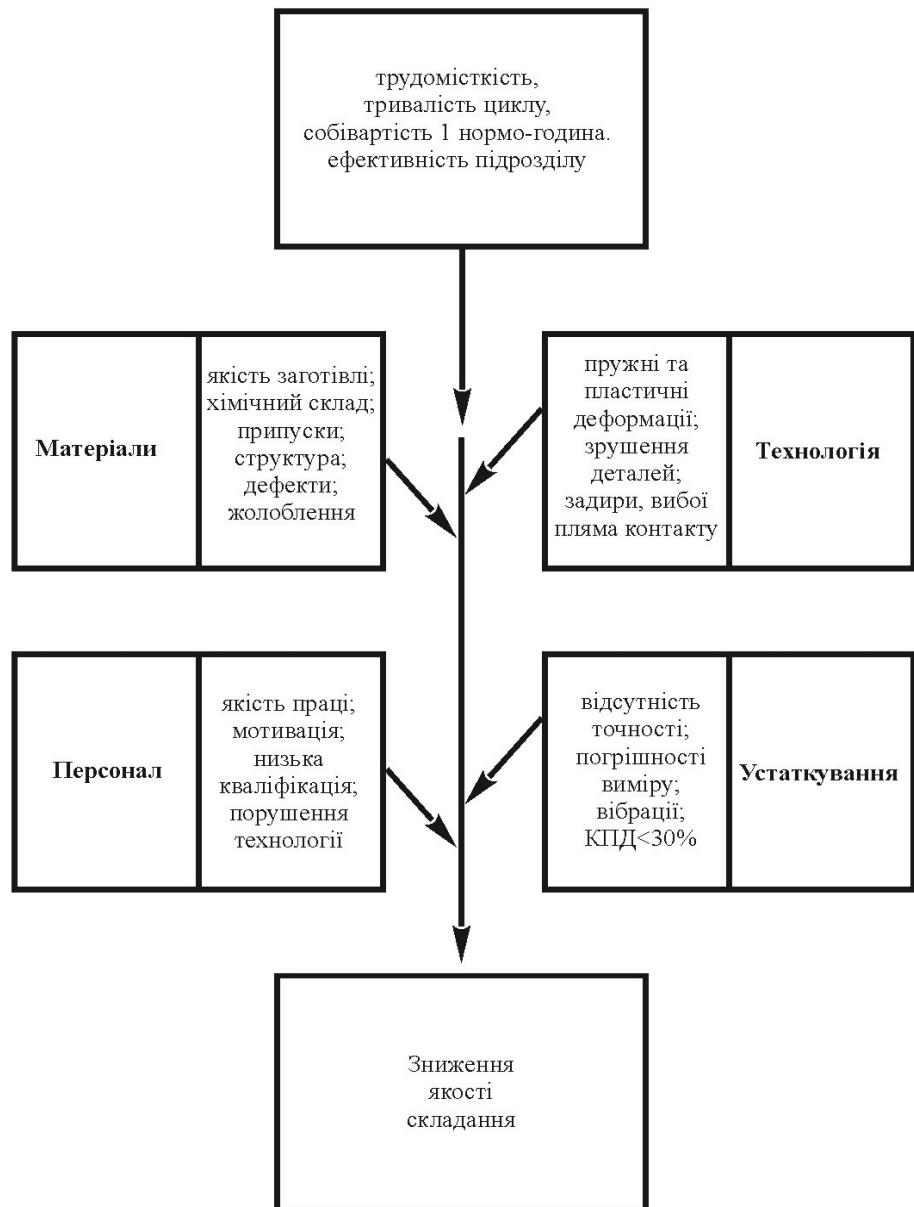 трудомісткість,
тривалість циклу,
собівартість 1 нормо-година.
ефективність підрозділу
Матеріали
якість заготівлі;
хімічний склад;
припуски;
структура;
дефекти;
жолоблення
пружні та
пластичні
деформації;
зрушення
деталей;
задири, вибої
пляма контакту
Технологія
Персонал
якість праці;
мотивація;
низька
кваліфікація;
порушення
технології
відсутність
точності;
погрішності
виміру;
вібрації;
КПД<30%
Устаткування
Зниження
якості
складання